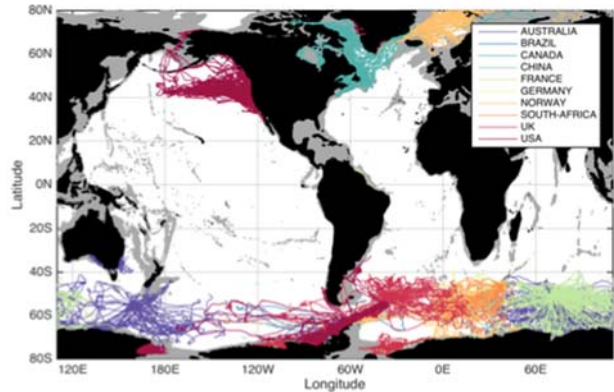 80N
60N
40N
20N
0N
20S
40S
60S
80S
Latitude
120E
180E
120W
60W
0E
60E
Longitude
AUSTRALIA
BRAZIL
CANADA
CHINA
FRANCE
GERMANY
NORWAY
SOUTH-AFRICA
UK
USA